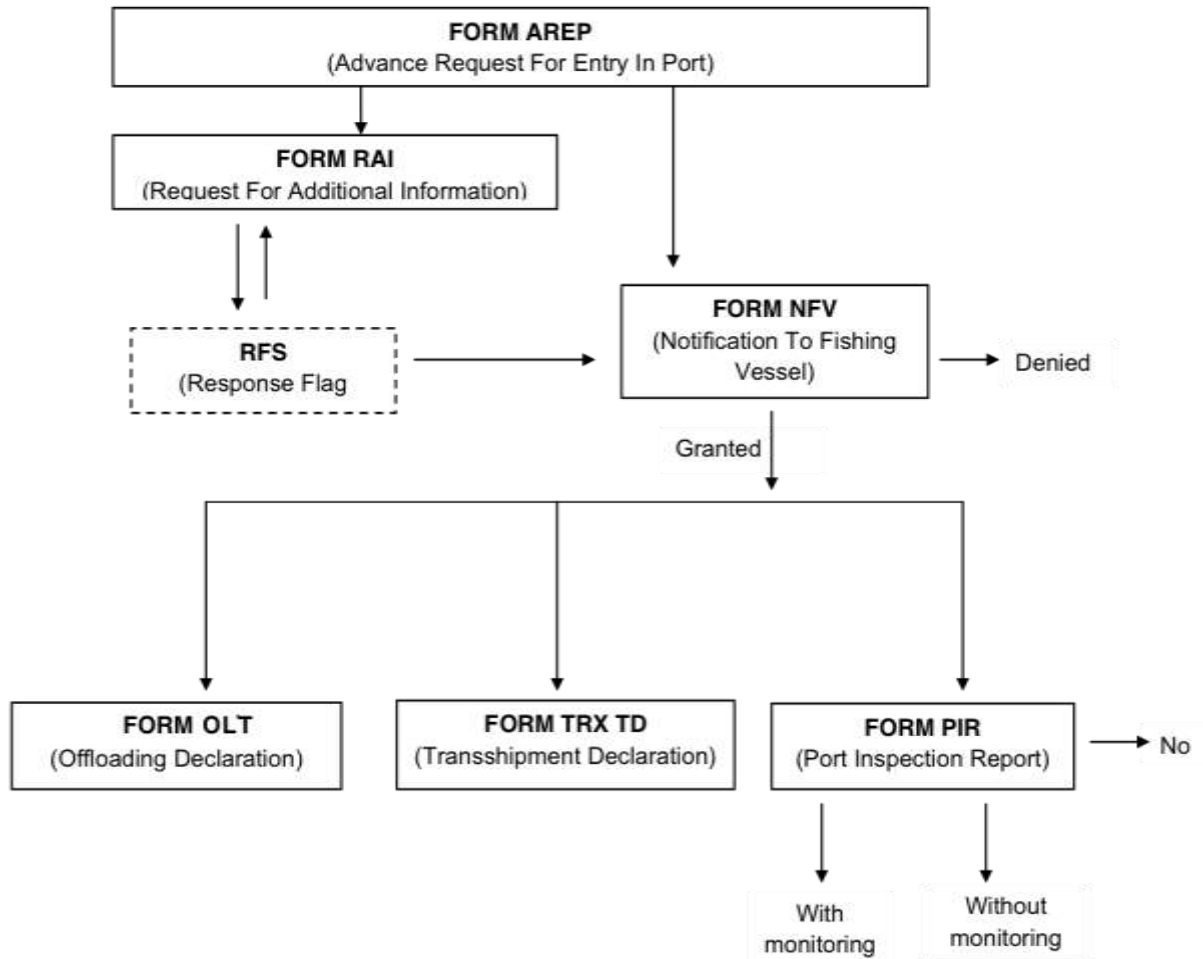 FORM AREP
(Advance Request For Entry In Port)
FORM RAI
(Request For Additional Information)
FORM NFV
(Notification To Fishing
Vessel)
Denied
RFS
(Response Flag
Granted
FORM OLT
(Offloading Declaration)
FORM TRX TD
(Transshipment Declaration)
FORM PIR
(Port Inspection Report)
No
With
monitoring
Without
monitoring